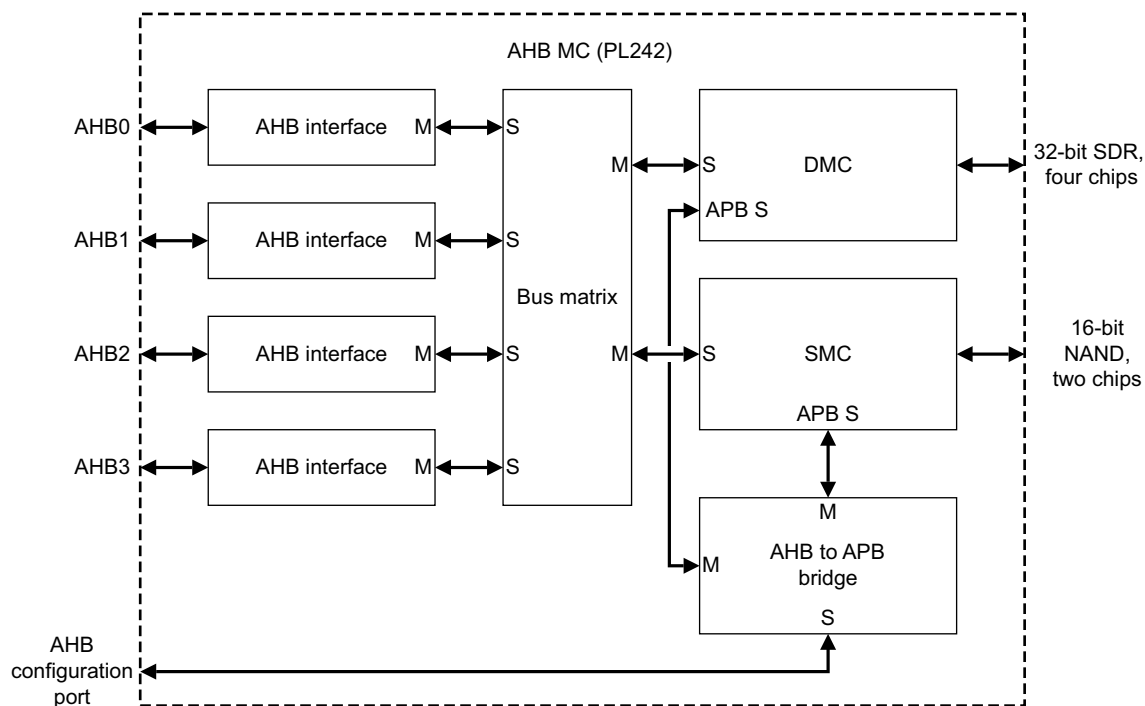 AHB MC (PL242)
AHB0
AHB interface
M
S
AHB1
AHB interface
M
S
AHB2
AHB interface
M
S
AHB3
AHB interface
M
S
Bus matrix
M
M
S
DMC
APB S
32-bit SDR,
four chips
S
SMC
APB S
16-bit
NAND,
two chips
M
M
AHB to APB
bridge
S
AHB
configuration
port